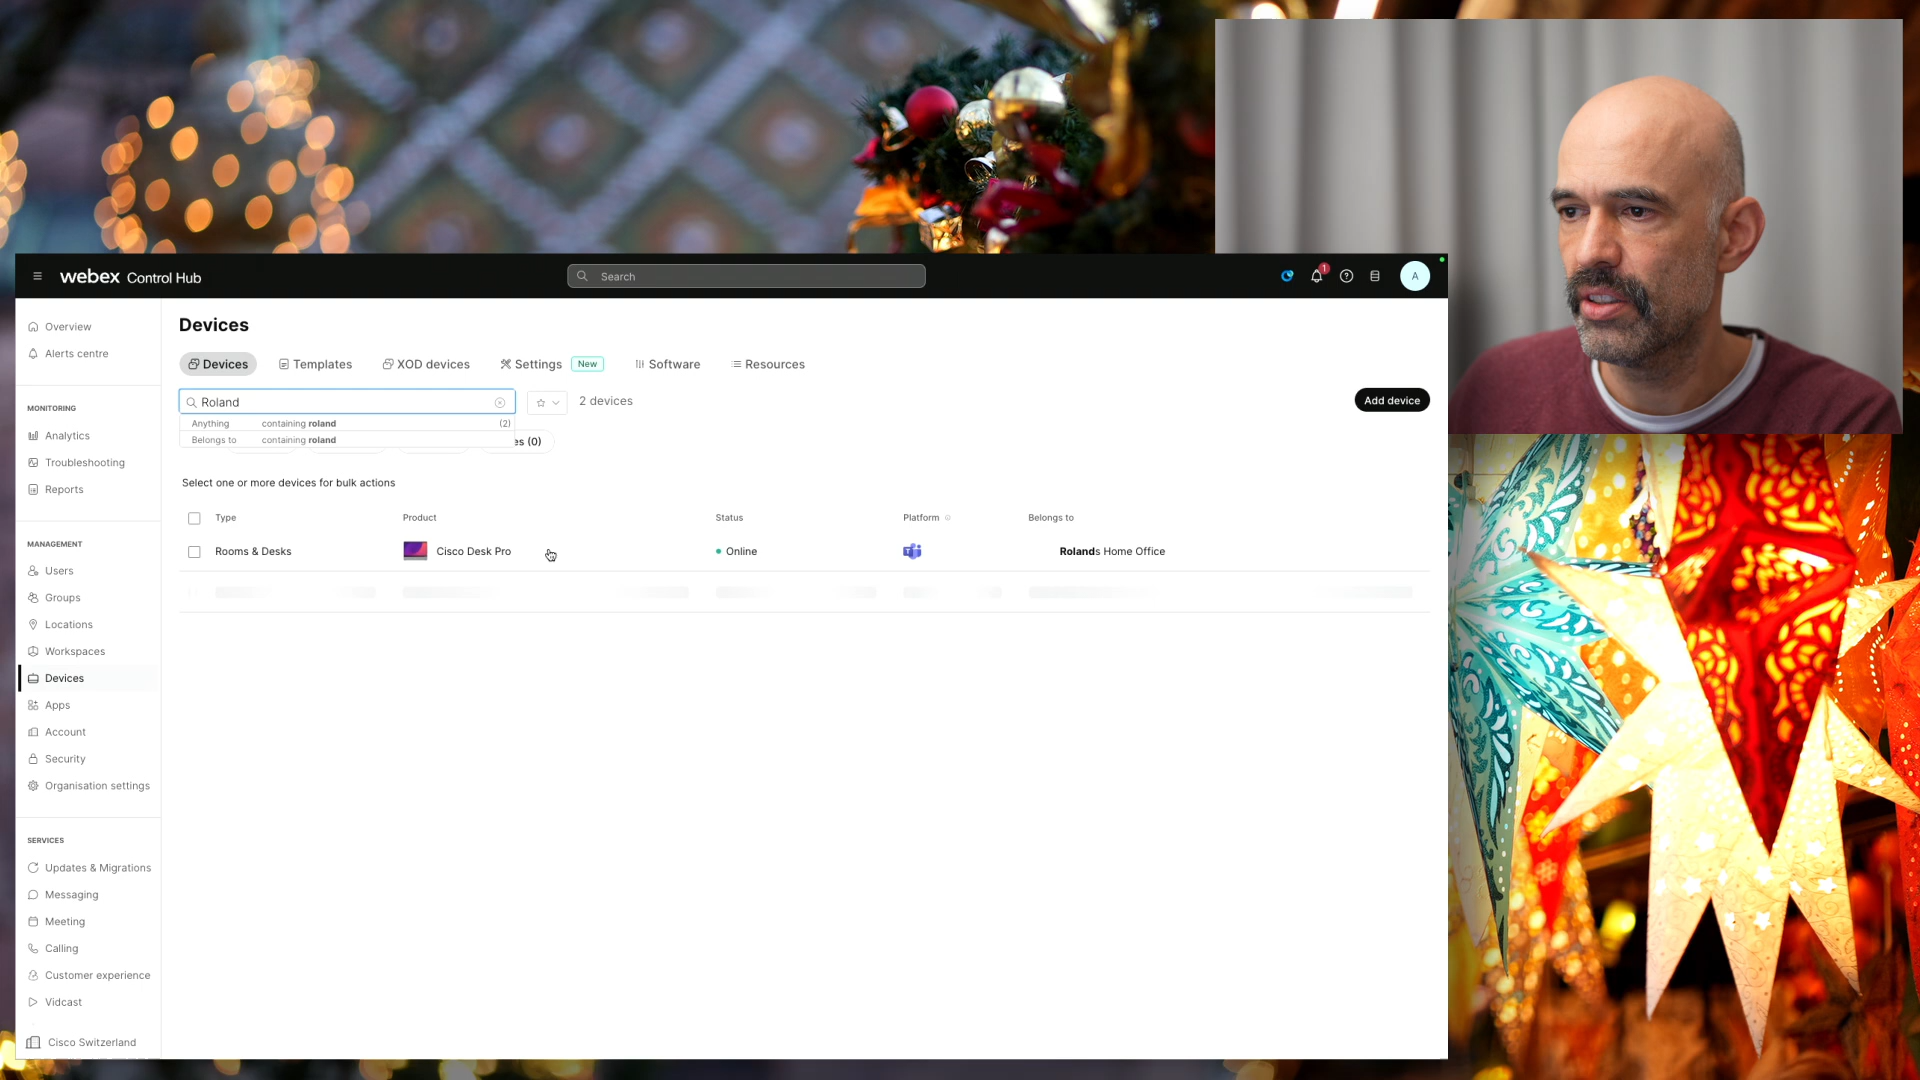 webex Control Hub
Search
1
A
Overview
Alerts centre
MONITORING
Analytics
Troubleshooting
Reports
MANAGEMENT
Users
Groups
Locations
Workspaces
Devices
Apps
Account
Security
Organisation settings
SERVICES
Updates & Migrations
Messaging
Meeting
Calling
Customer experience
Vidcast
Cisco Switzerland
Devices
Devices Templates XOD devices Settings New Software Resources
Roland
2 devices
Add device
Anything containing roland (2)
Belongs to containing roland
(0)
Select one or more devices for bulk actions
Type Product Status Platform Belongs to
Rooms & Desks Cisco Desk Pro Online Rolands Home Office